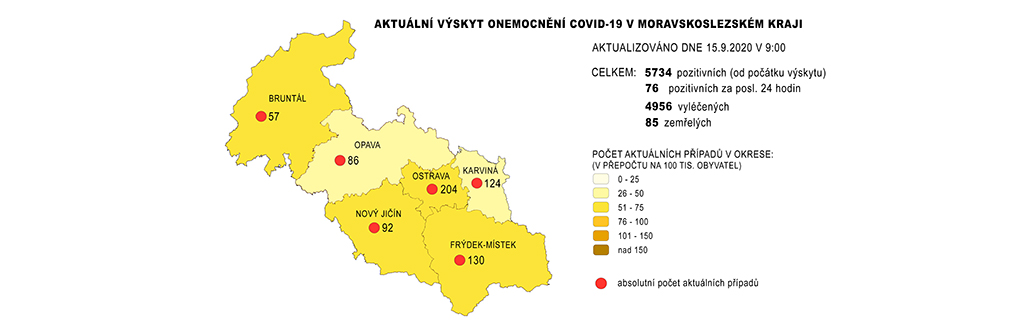 AKTUÁLNÍ VÝSKYT ONEMOCNĚNÍ COVID-19 V MORAVSKOSLEZSKÉM KRAJI
AKTUALIZOVÁNO DNE 15.9.2020 V 9:00
CELKEM: 5734 pozitivních (od počátku výskytu)
76 pozitivních za posl. 24 hodin
4956 vyléčených
85 zemřelých
BRUNTÁL
57
OPAVA
86
OSTRAVA
204
KARVINÁ
124
NOVÝ JIČÍN
92
FRÝDEK-MÍSTEK
130
POČET AKTUÁLNÍCH PŘÍPADŮ V OKRESE:
(V PŘEPOČTU NA 100 TIS. OBYVATEL)
0 - 25
26 - 50
51 - 75
76 - 100
101 - 150
nad 150
absolutní počet aktuálních případů